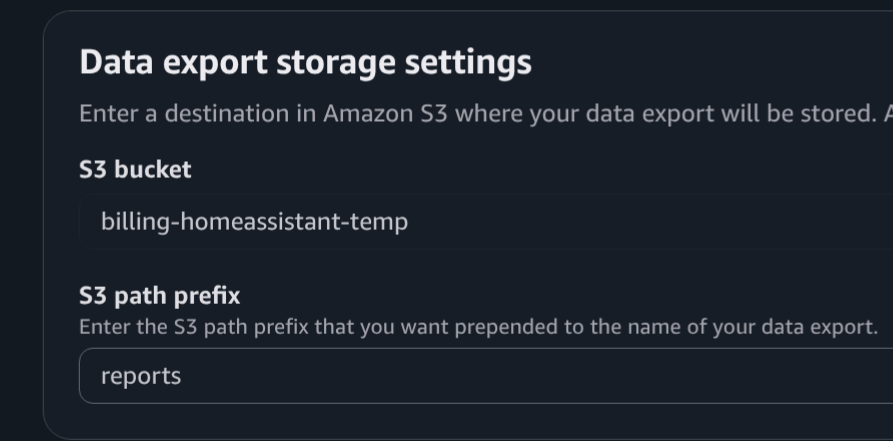 Data export storage settings
Enter a destination in Amazon S3 where your data export will be stored.
S3 bucket
billing-homeassistant-temp
S3 path prefix
Enter the S3 path prefix that you want prepended to the name of your data export.
reports